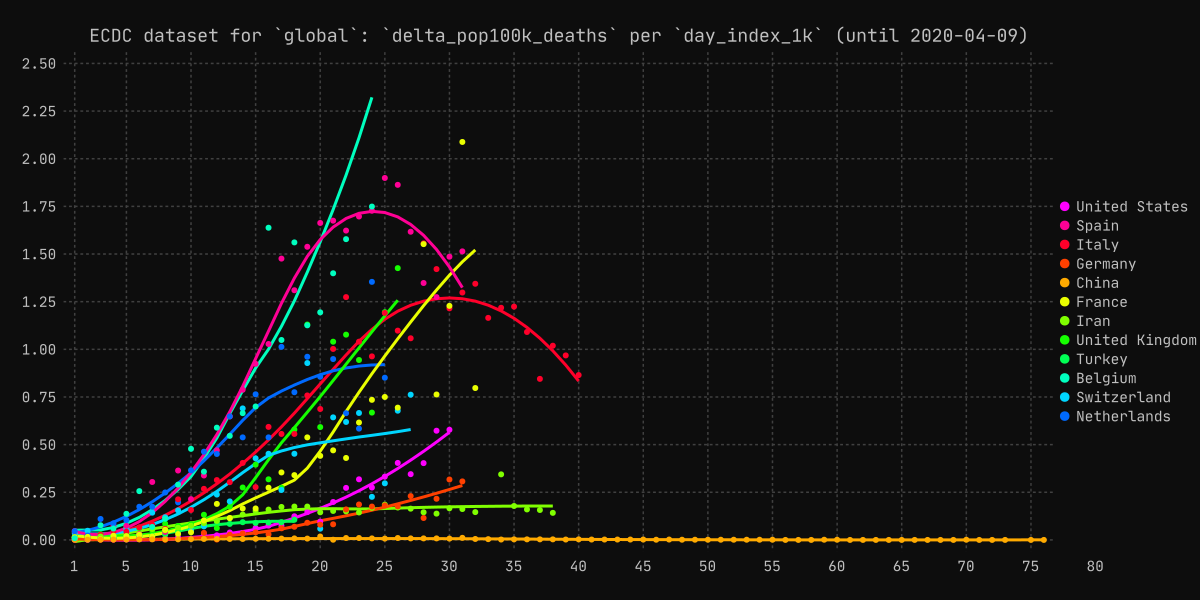 ECDC dataset for `global`: `delta_pop100k_deaths` per `day_index_1k` (until 2020-04-09)
2.50
2.25
2.00
1.75
1.50
1.25
1.00
0.75
0.50
0.25
0.00
1 5 10 15 20 25 30 35 40 45 50 55 60 65 70 75 80
United States
Spain
Italy
Germany
China
France
Iran
United Kingdom
Turkey
Belgium
Switzerland
Netherlands